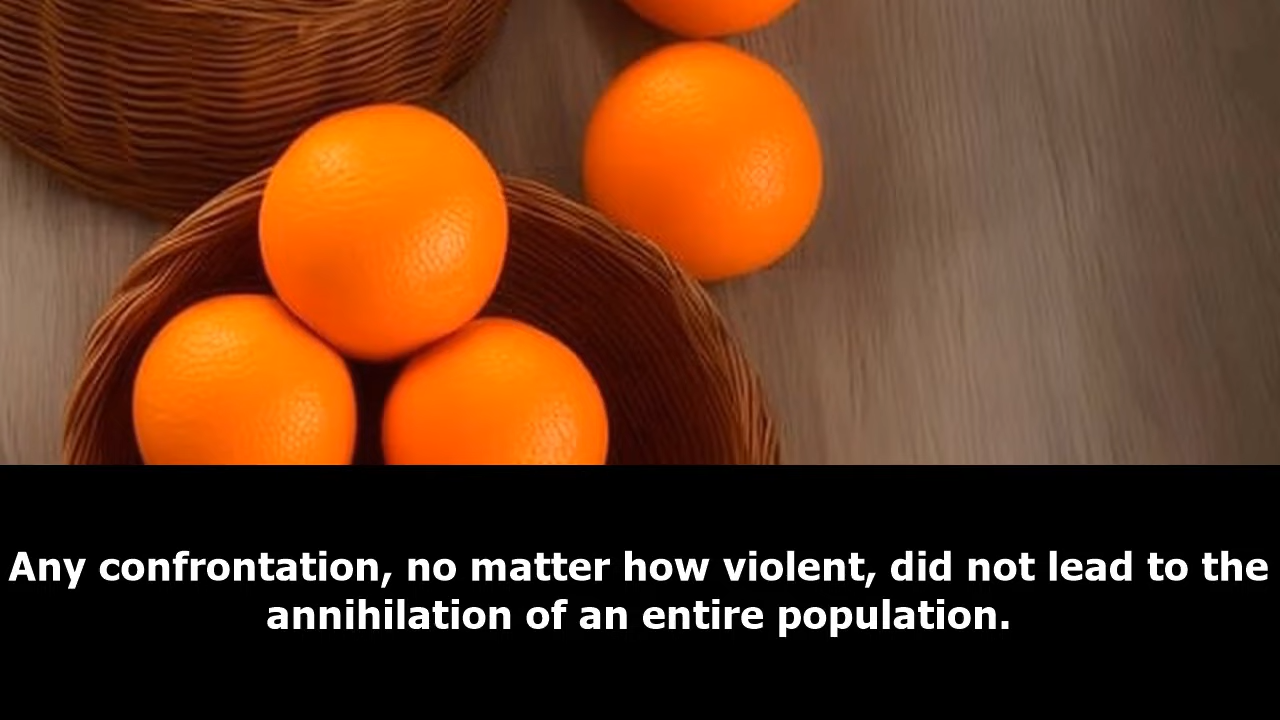 Any confrontation, no matter how violent, did not lead to the
annihilation of an entire population.